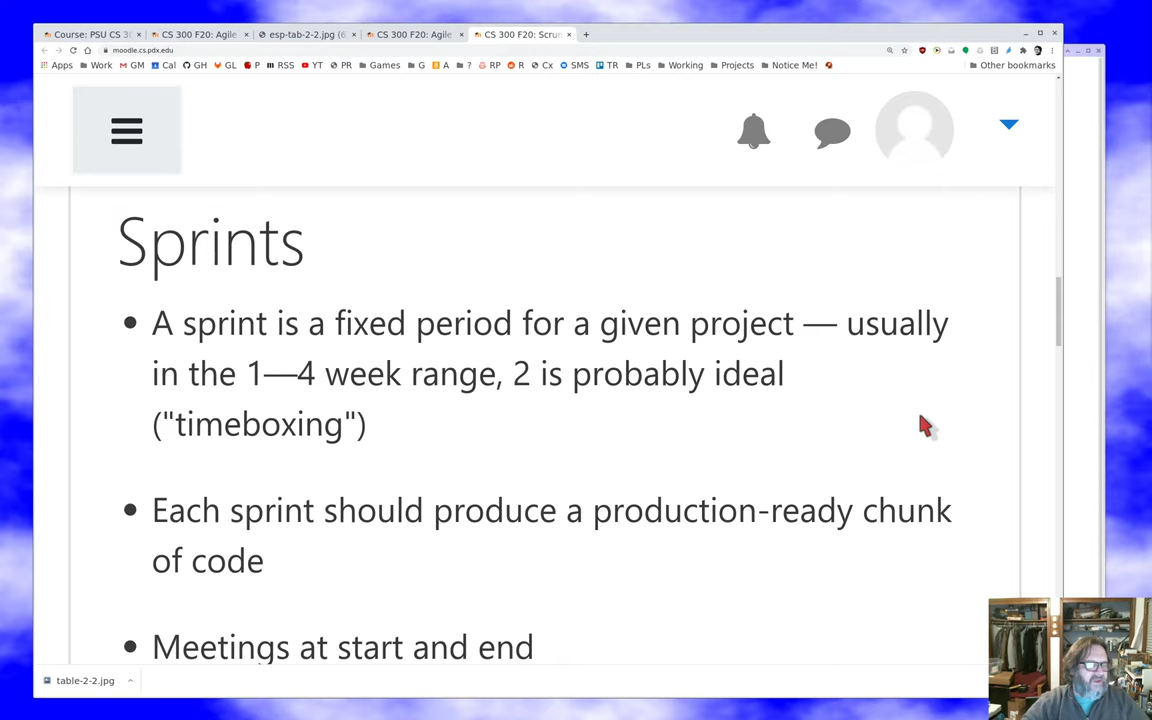 Course: PSU CS 30
CS 300 F20: Agile
esp-tab-2-2.jpg (6
CS 300 F20: Agile
CS 300 F20: Scrun
moodle.cs.pdx.edu
Apps Work GM Cal GH GL P RSS YT PR Games G A ? RP R Cx SMS TR PLs Working Projects Notice Me! Other bookmarks
Sprints
• A sprint is a fixed period for a given project — usually
in the 1—4 week range, 2 is probably ideal
("timeboxing")
• Each sprint should produce a production-ready chunk
of code
• Meetings at start and end
table-2-2.jpg